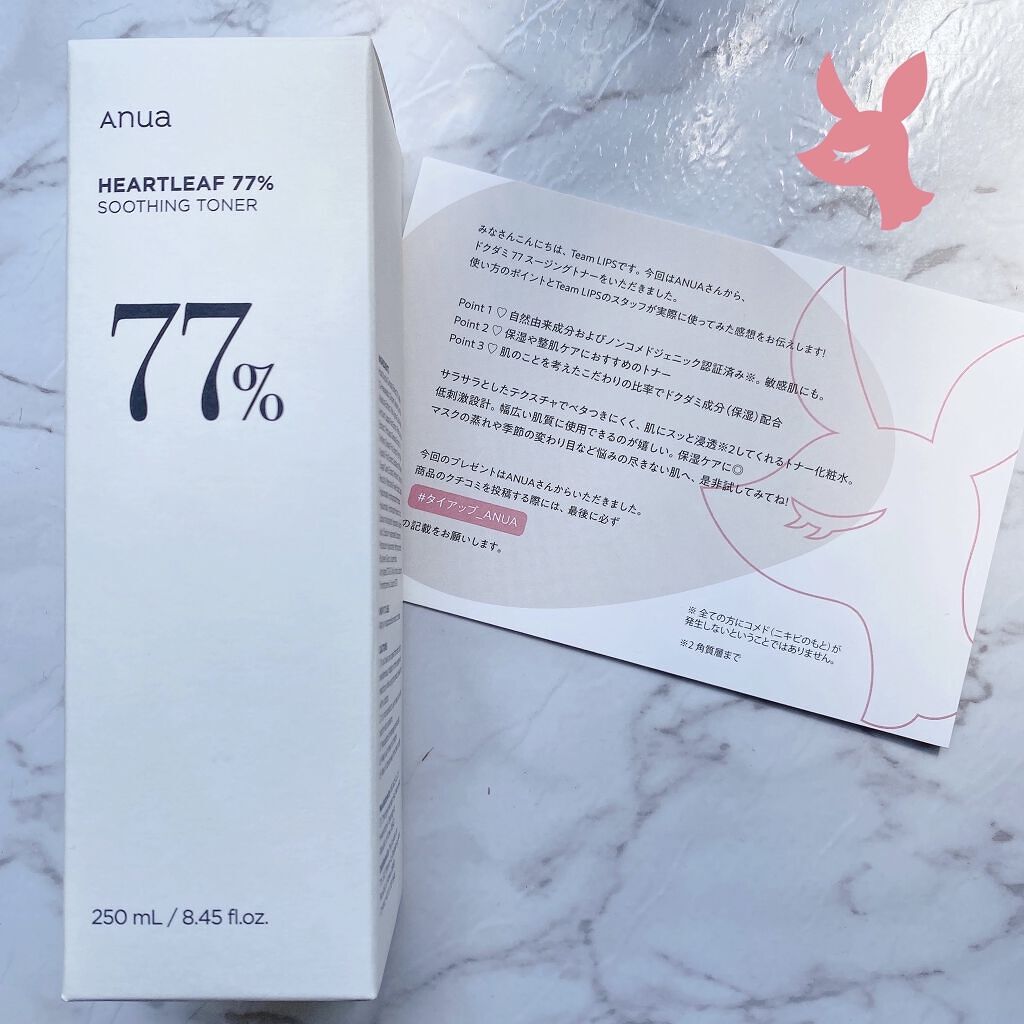 Anua
HEARTLEAF 77%
SOOTHING TONER
77%
250 mL / 8.45 fl.oz.
みなさんこんにちは、Team LIPSです。今回はANUAさんから、
ドクダミ 77 スージングトナーをいただきました。
使い方のポイントとTeam LIPSのスタッフが実際に使ってみた感想をお伝えします!
Point 1 ♡ 自然由来成分およびノンコメドジェニック認証済み※。敏感肌にも。
Point 2 ♡ 保湿や整肌ケアにおすすめのトナー
Point 3 ♡ 肌のことを考えたこだわりの比率でドクダミ成分(保湿)配合
サラサラとしたテクスチャでベタつきにくく、肌にスッと浸透※2してくれるトナー化粧水。
低刺激設計。幅広い肌質に使用できるのが嬉しい。保湿ケアに◎
マスクの蒸れや季節の変わり目など悩みの尽きない肌へ、是非試してみてね!
今回のプレゼントはANUAさんからいただきました。
商品のクチコミを投稿する際には、最後に必ず
#タイアップ_ANUA
の記載をお願いします。
※ 全ての方にコメド(ニキビのもと)が
発生しないということではありません。
※2 角質層まで